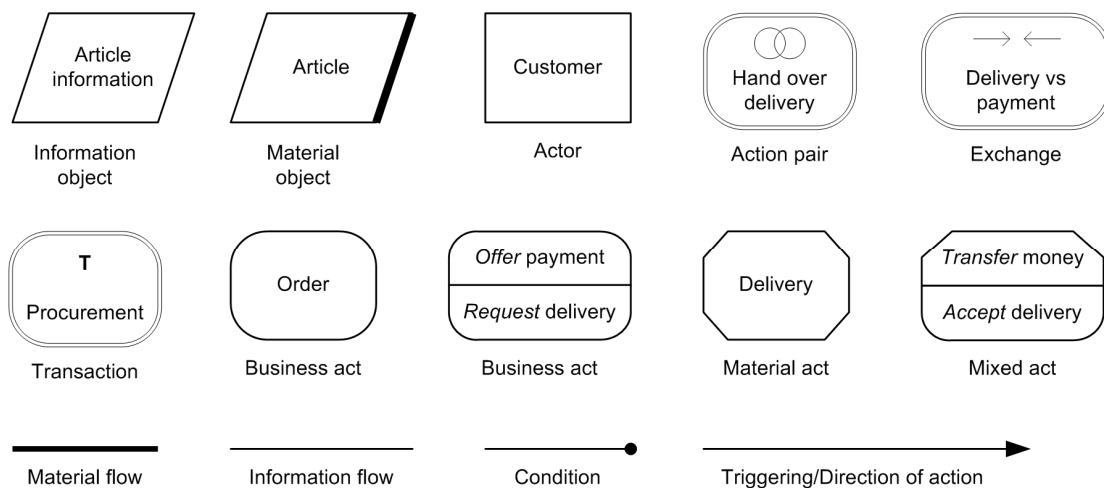 Article
information
Article
Customer
Hand over
delivery
Delivery vs
payment
Information
object
Material
object
Actor
Action pair
Exchange
T
Procurement
Order
Offer payment
Request delivery
Delivery
Transfer money
Accept delivery
Transaction
Business act
Business act
Material act
Mixed act
Material flow
Information flow
Condition
Triggering/Direction of action